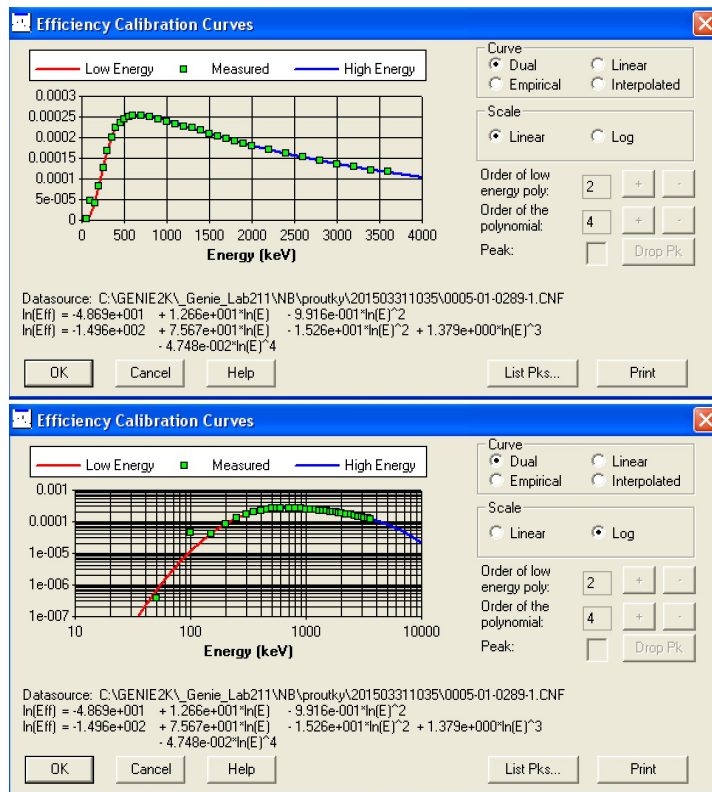 Efficiency Calibration Curves
Low Energy Measured High Energy
0.0003
0.00025
0.0002
0.00015
0.0001
5e-005
0
0 500 1000 1500 2000 2500 3000 3500 4000
Energy (keV)
Curve
Dual Linear
Empirical Interpolated
Scale
Linear Log
Order of low
energy poly: 2 + -
Order of the
polynomial: 4 + -
Peak: Drop Pk
Datasource: C:\GENIE2K\_Genie_Lab211\NB\proutky\201503311035\0005-01-0289-1.CNF
ln(Eff) = -4.869e+001 + 1.266e+001*ln(E) - 9.916e-001*ln(E)^2
ln(Eff) = -1.496e+002 + 7.567e+001*ln(E) - 1.526e+001*ln(E)^2 + 1.379e+000*ln(E)^3
- 4.748e-002*ln(E)^4
OK Cancel Help List Pks... Print
Efficiency Calibration Curves
Low Energy Measured High Energy
0.001
0.0001
1e-005
1e-006
1e-007
10 100 1000 10000
Energy (keV)
Curve
Dual Linear
Empirical Interpolated
Scale
Linear Log
Order of low
energy poly: 2 + -
Order of the
polynomial: 4 + -
Peak: Drop Pk
Datasource: C:\GENIE2K\_Genie_Lab211\NB\proutky\201503311035\0005-01-0289-1.CNF
ln(Eff) = -4.869e+001 + 1.266e+001*ln(E) - 9.916e-001*ln(E)^2
ln(Eff) = -1.496e+002 + 7.567e+001*ln(E) - 1.526e+001*ln(E)^2 + 1.379e+000*ln(E)^3
- 4.748e-002*ln(E)^4
OK Cancel Help List Pks... Print